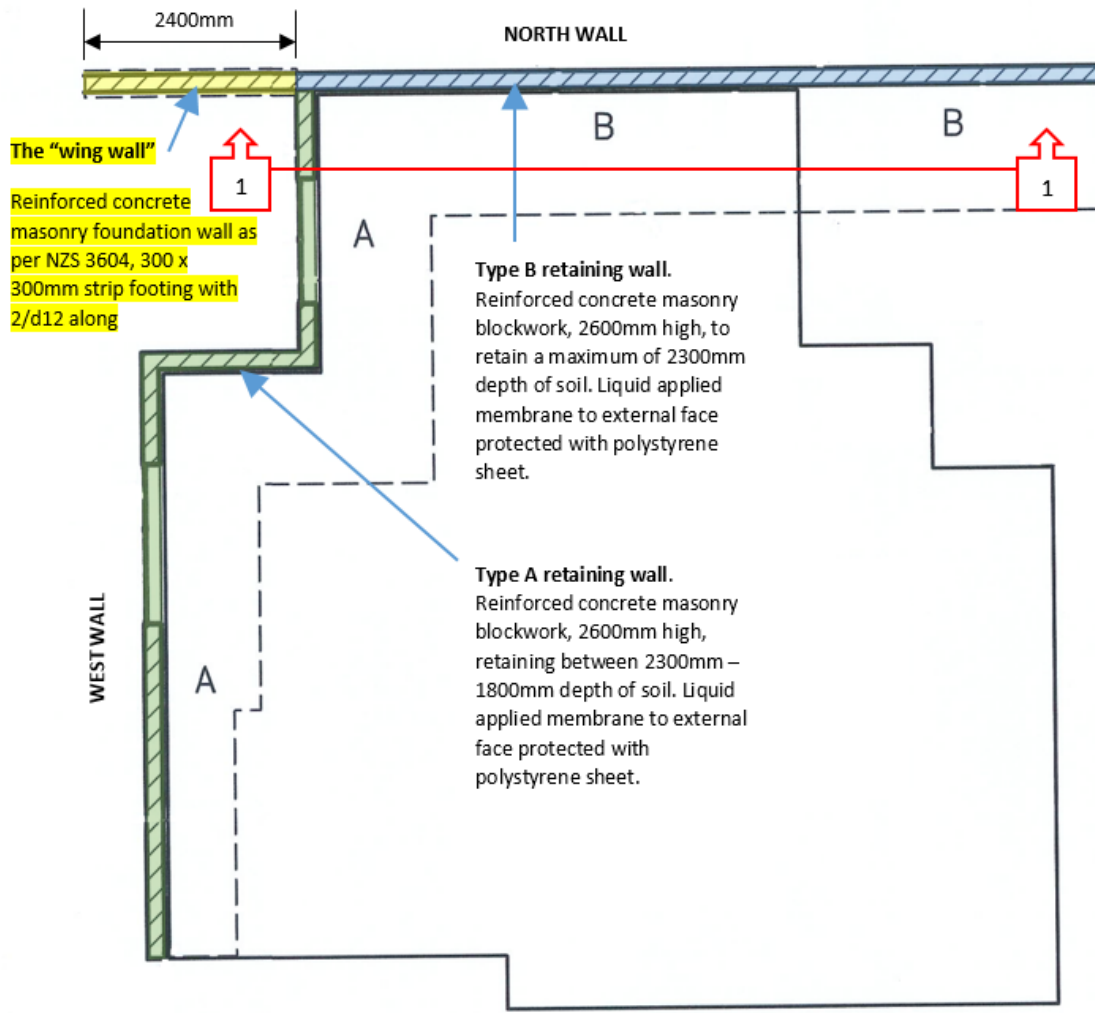 2400mm
NORTH WALL
B
B
The “wing wall”
1
1
Reinforced concrete
masonry foundation wall as
per NZS 3604, 300 x
300mm strip footing with
2/d12 along
A
Type B retaining wall.
Reinforced concrete masonry
blockwork, 2600mm high, to
retain a maximum of 2300mm
depth of soil. Liquid applied
membrane to external face
protected with polystyrene
sheet.
Type A retaining wall.
Reinforced concrete masonry
blockwork, 2600mm high,
retaining between 2300mm –
1800mm depth of soil. Liquid
applied membrane to external
face protected with
polystyrene sheet.
WEST WALL
A